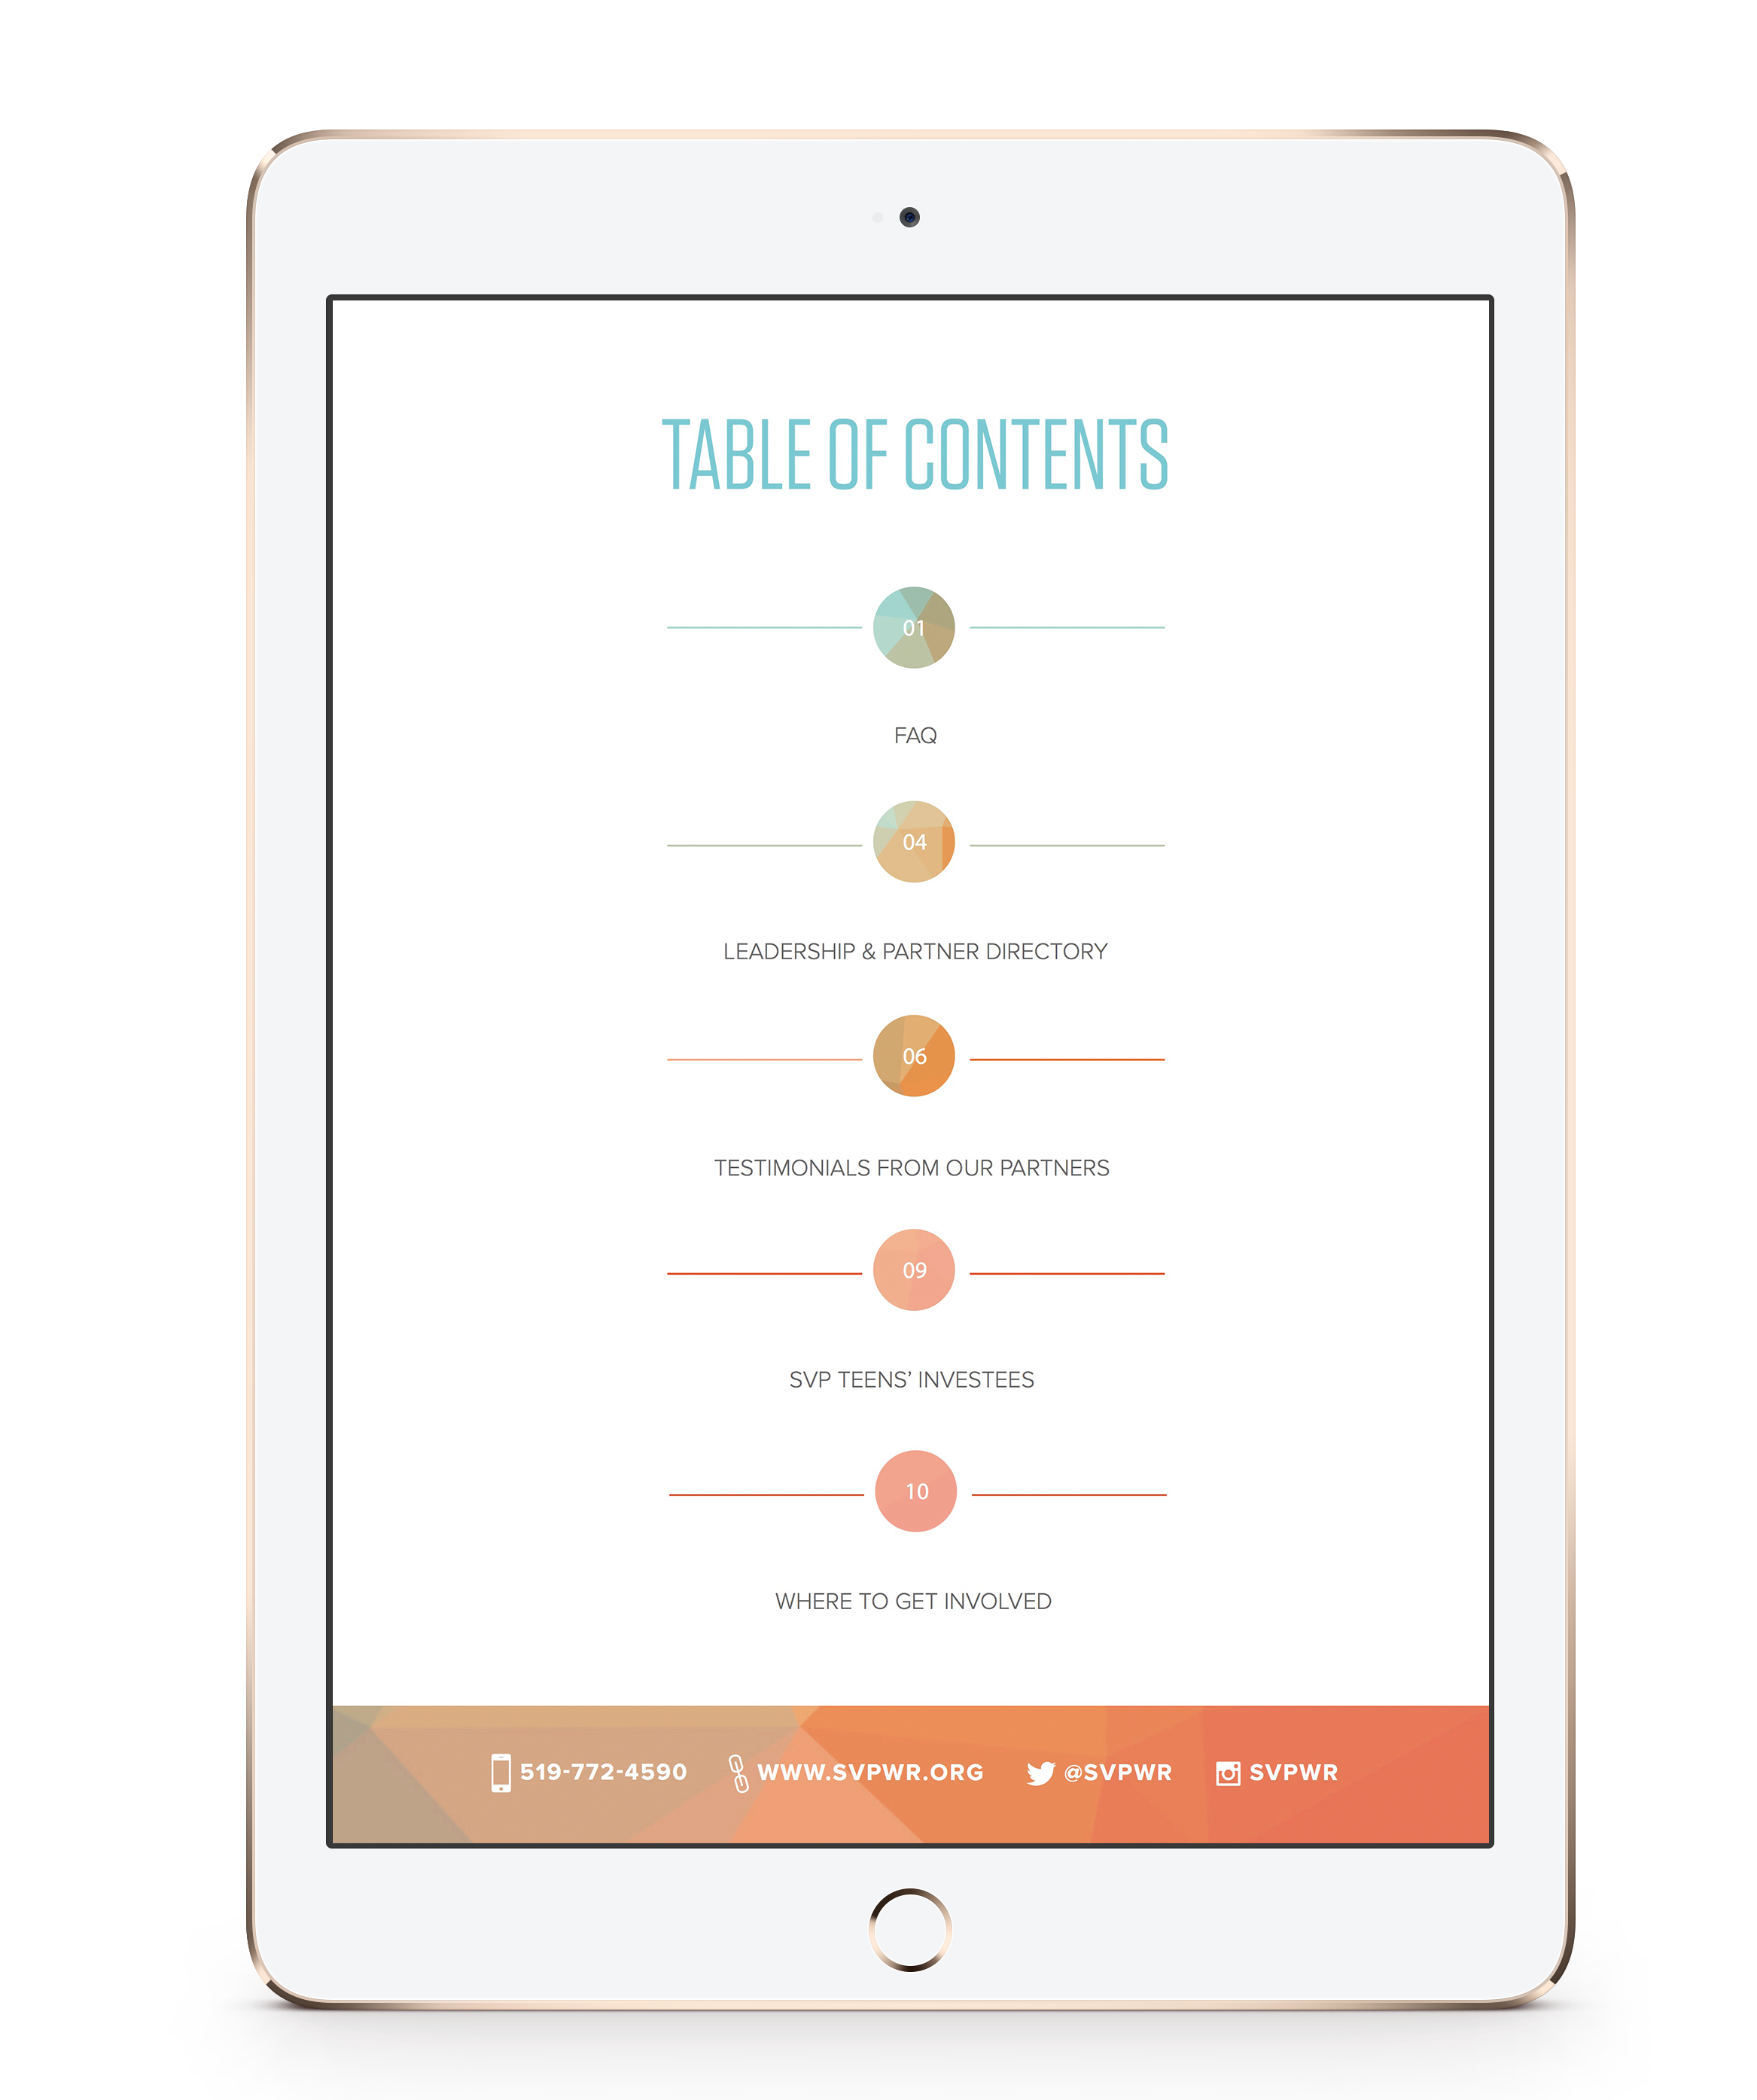 TABLE OF CONTENTS
01
FAQ
04
LEADERSHIP & PARTNER DIRECTORY
06
TESTIMONIALS FROM OUR PARTNERS
09
SVP TEENS’ INVESTEES
10
WHERE TO GET INVOLVED
519-772-4590 WWW.SVPWR.ORG @SVPWR SVPWR